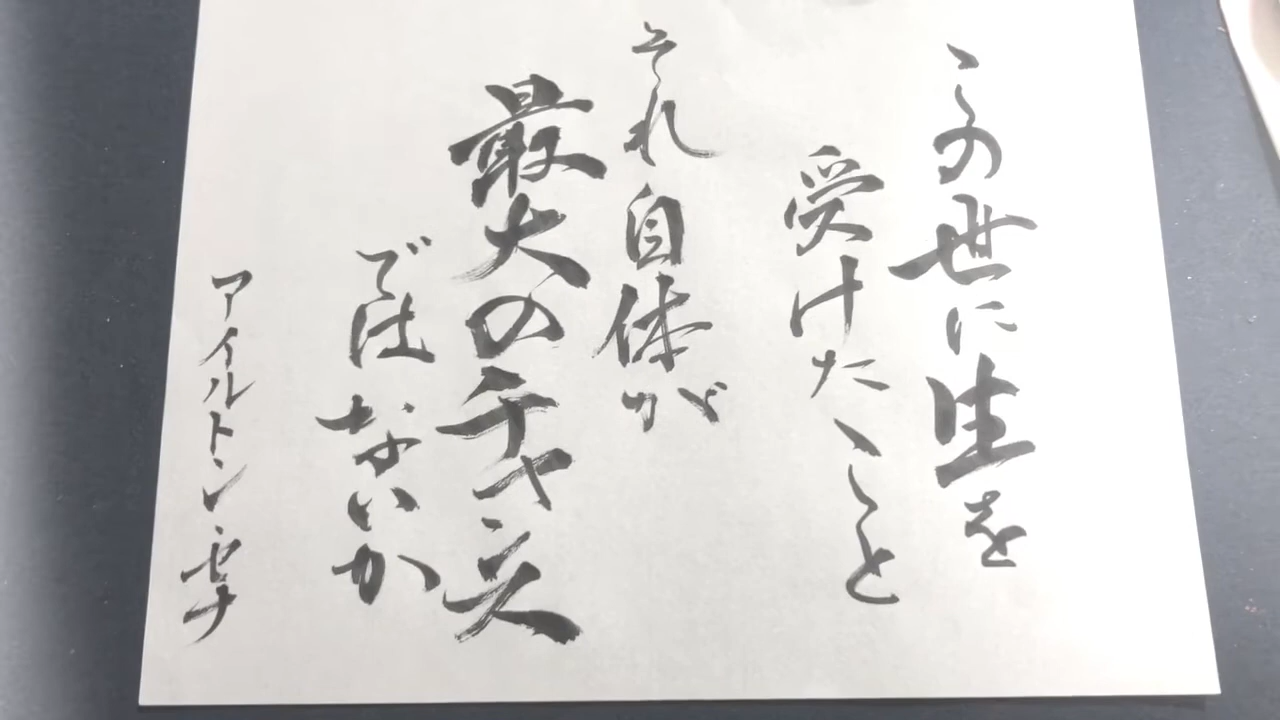 この世に生を
受けたこと
それ自体が
最大のチャンス
ではないか
アイルトン・セナ